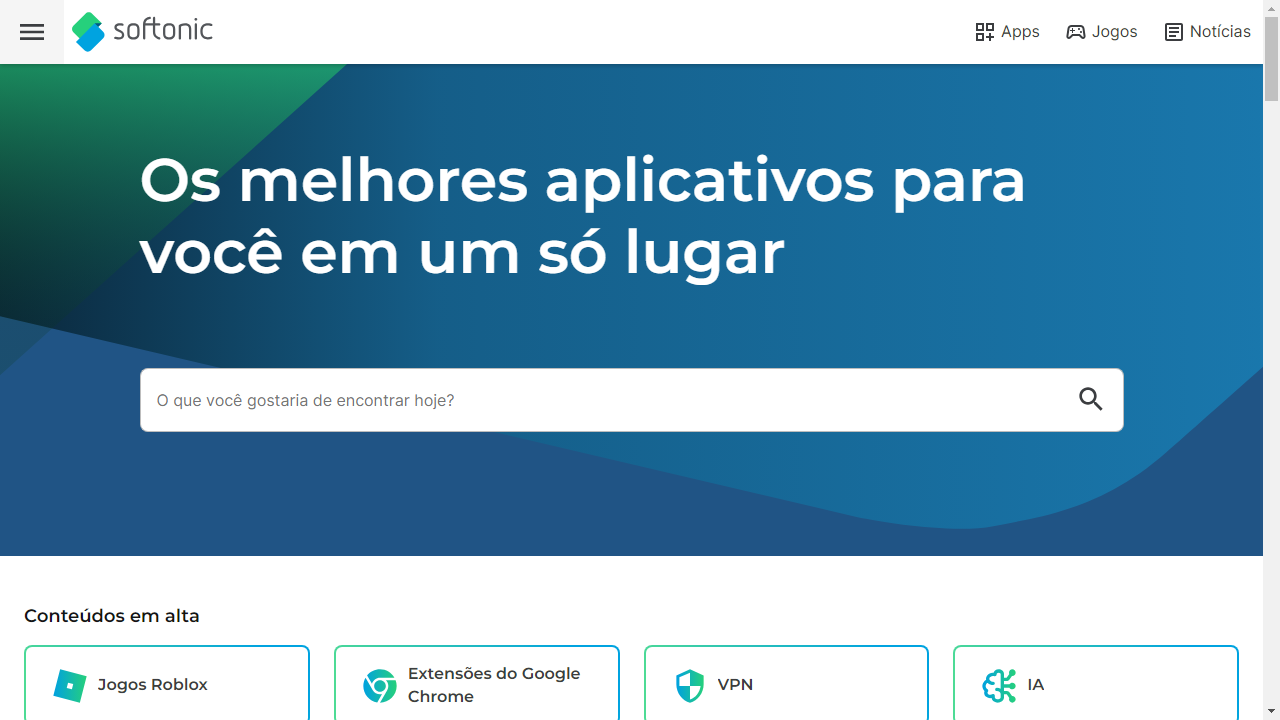 softonic
Apps
Jogos
Notícias
Os melhores aplicativos para
você em um só lugar
O que você gostaria de encontrar hoje?
Conteúdos em alta
Jogos Roblox
Extensões do Google
Chrome
VPN
IA